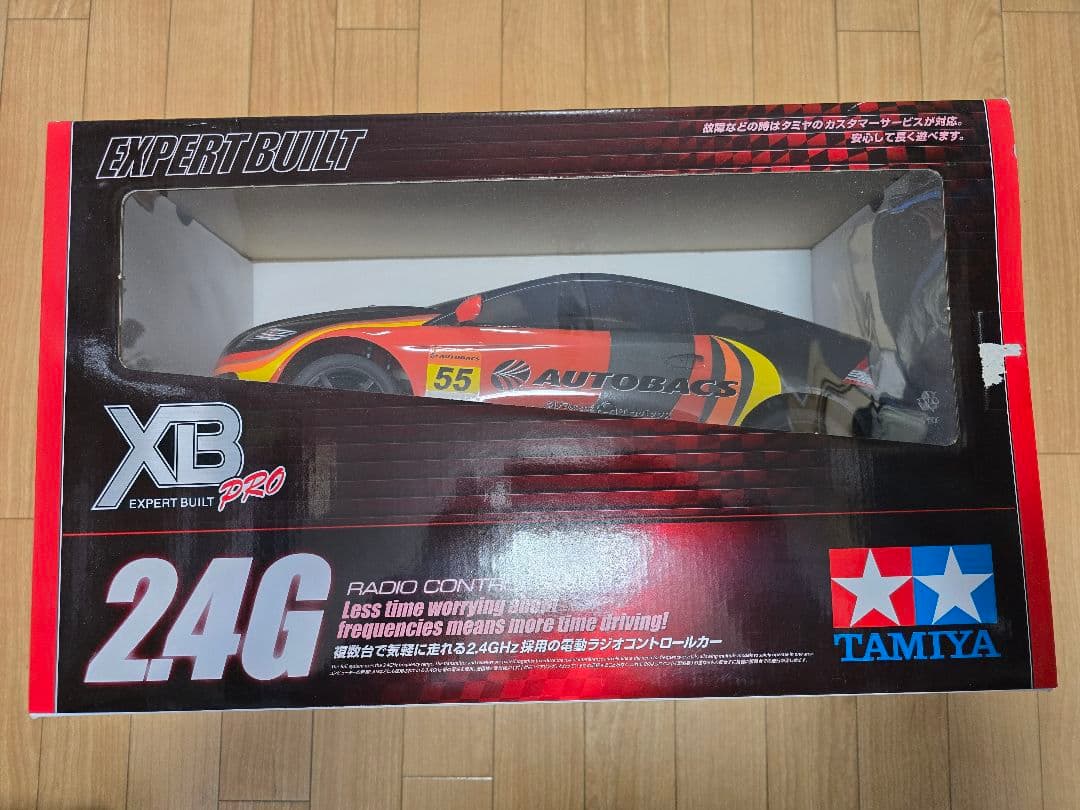 EXPERT BUILT
故障などの時はタミヤのカスタマーサービスが対応。
安心して長く遊べます。
AUTOBACS
55
AUTOBACS
XB
EXPERT BUILT
PRO
2.4G
RADIO CONTR
Less time worrying about
frequencies means more time driving!
複数台で気軽に走れる2.4GHz採用の電動ラジオコントロールカー
TAMIYA